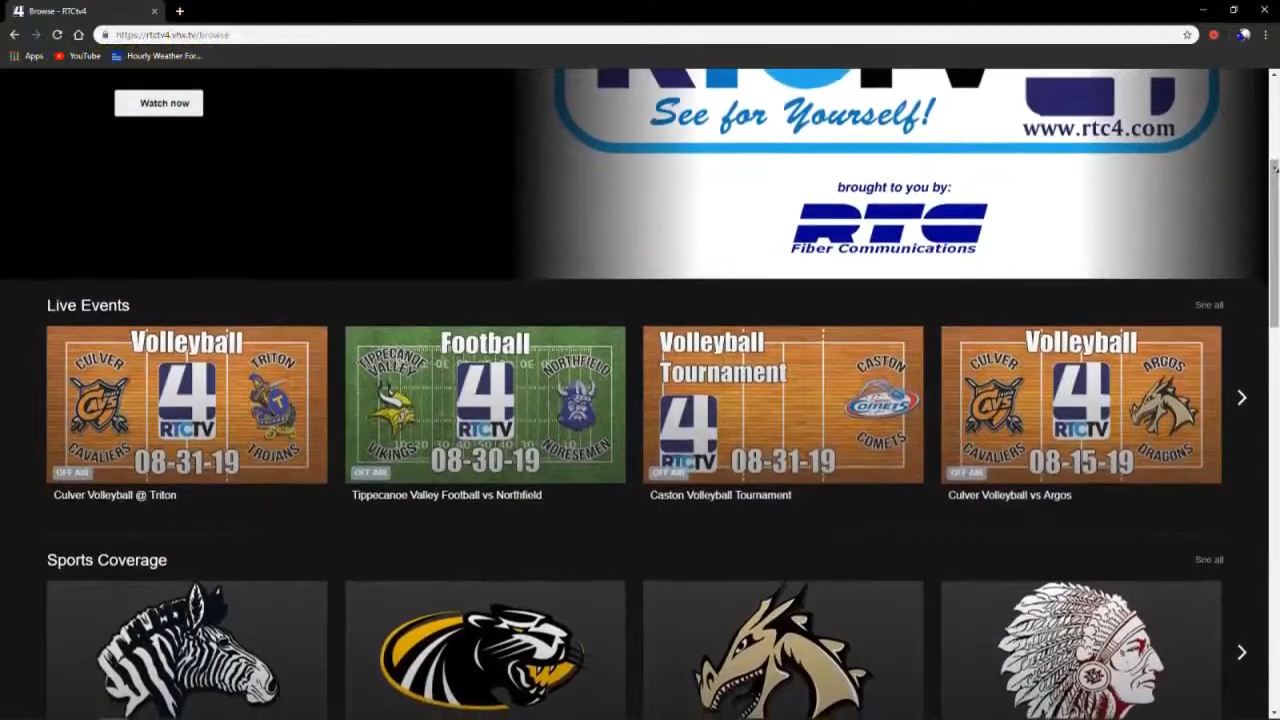 Browse - RTCtv4
https://rtctv4.vhx.tv/browse
Apps YouTube Hourly Weather For...
Watch now
See for Yourself!
www.rtc4.com
brought to you by:
RTC
Fiber Communications
Live Events See all
Volleyball
CULVER TRITON
4
RTCTV
CAVALIERS TROJANS
OFF AIR 08-31-19
Culver Volleyball @ Triton
Football
TIPPECANOE VALLEY NORTHFIELD
4
RTCTV
VIKINGS NORESEMEN
OFF AIR 08-30-19
Tippecanoe Valley Football vs Northfield
Volleyball
Tournament
CASTON
COMETS
4
RTCTV
COMETS
OFF AIR 08-31-19
Caston Volleyball Tournament
Volleyball
CULVER ARGOS
4
RTCTV
CAVALIERS DRAGONS
OFF AIR 08-15-19
Culver Volleyball vs Argos
Sports Coverage See all